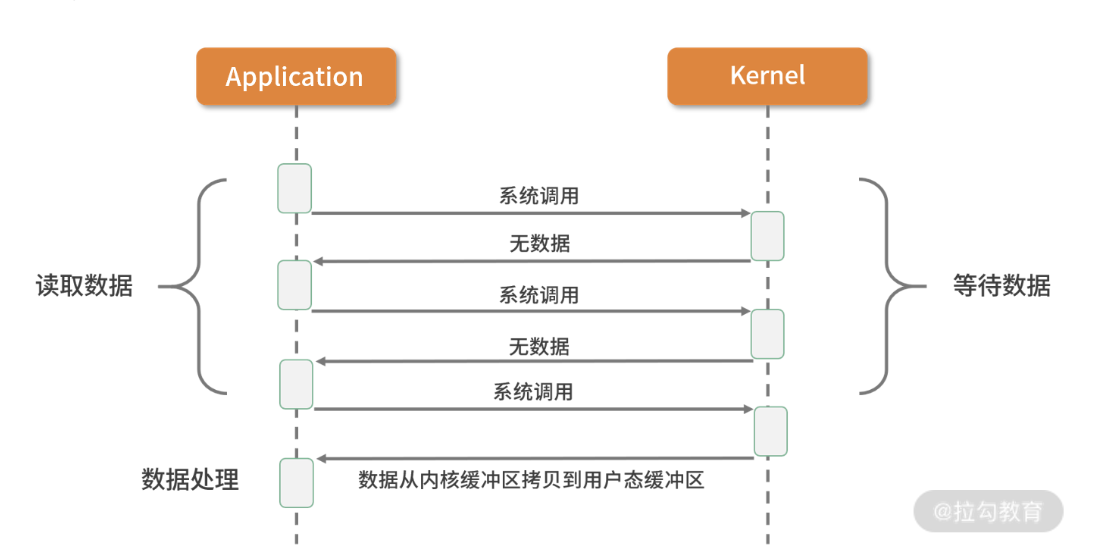 Application
Kernel
系统调用
无数据
读取数据
等待数据
系统调用
无数据
系统调用
数据处理
数据从内核缓冲区拷贝到用户态缓冲区
@拉勾教育